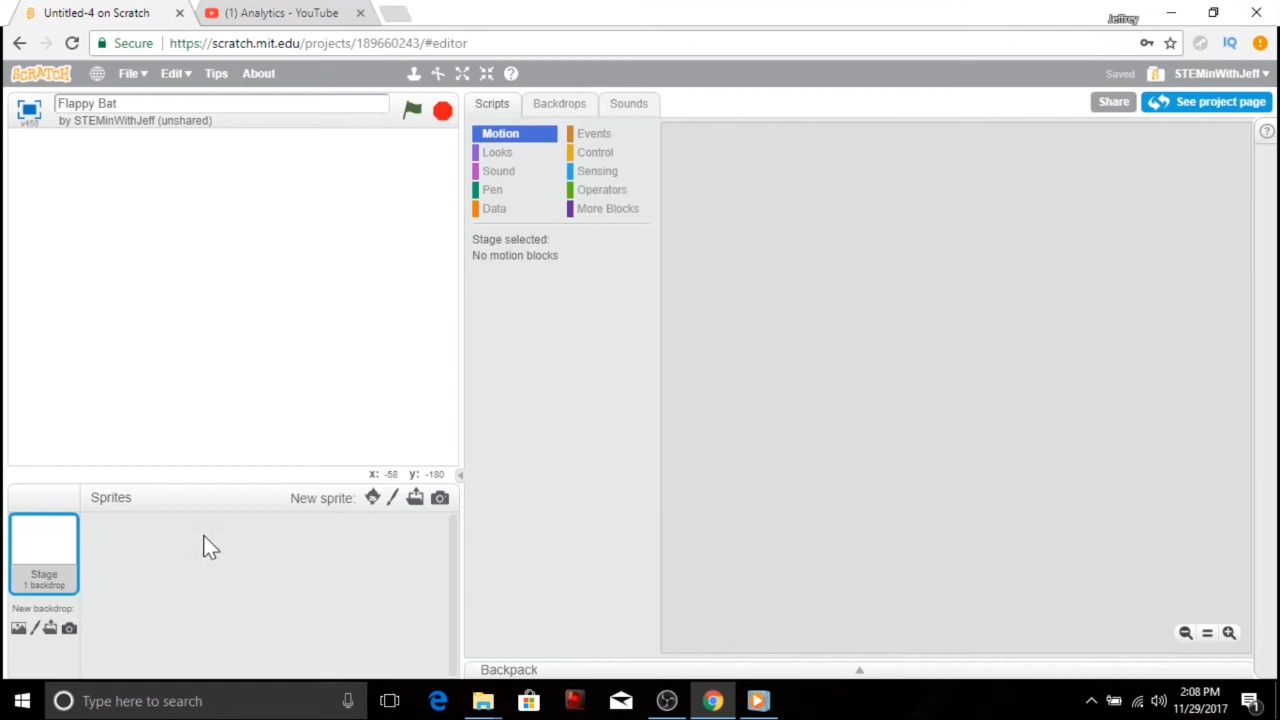 Untitled-4 on Scratch
(1) Analytics - YouTube
Jeffrey
Secure
https://scratch.mit.edu/projects/189660243/#editor
IQ
SCRATCH
File
Edit
Tips
About
Saved
STEMinWithJeff
Flappy Bat
v458
by STEMinWithJeff (unshared)
Scripts
Backdrops
Sounds
Share
See project page
Motion
Events
Looks
Control
Sound
Sensing
Pen
Operators
Data
More Blocks
Stage selected:
No motion blocks
x: -58 y: -180
Sprites
New sprite:
Stage
1 backdrop
New backdrop:
Backpack
Type here to search
2:08 PM
11/29/2017
1